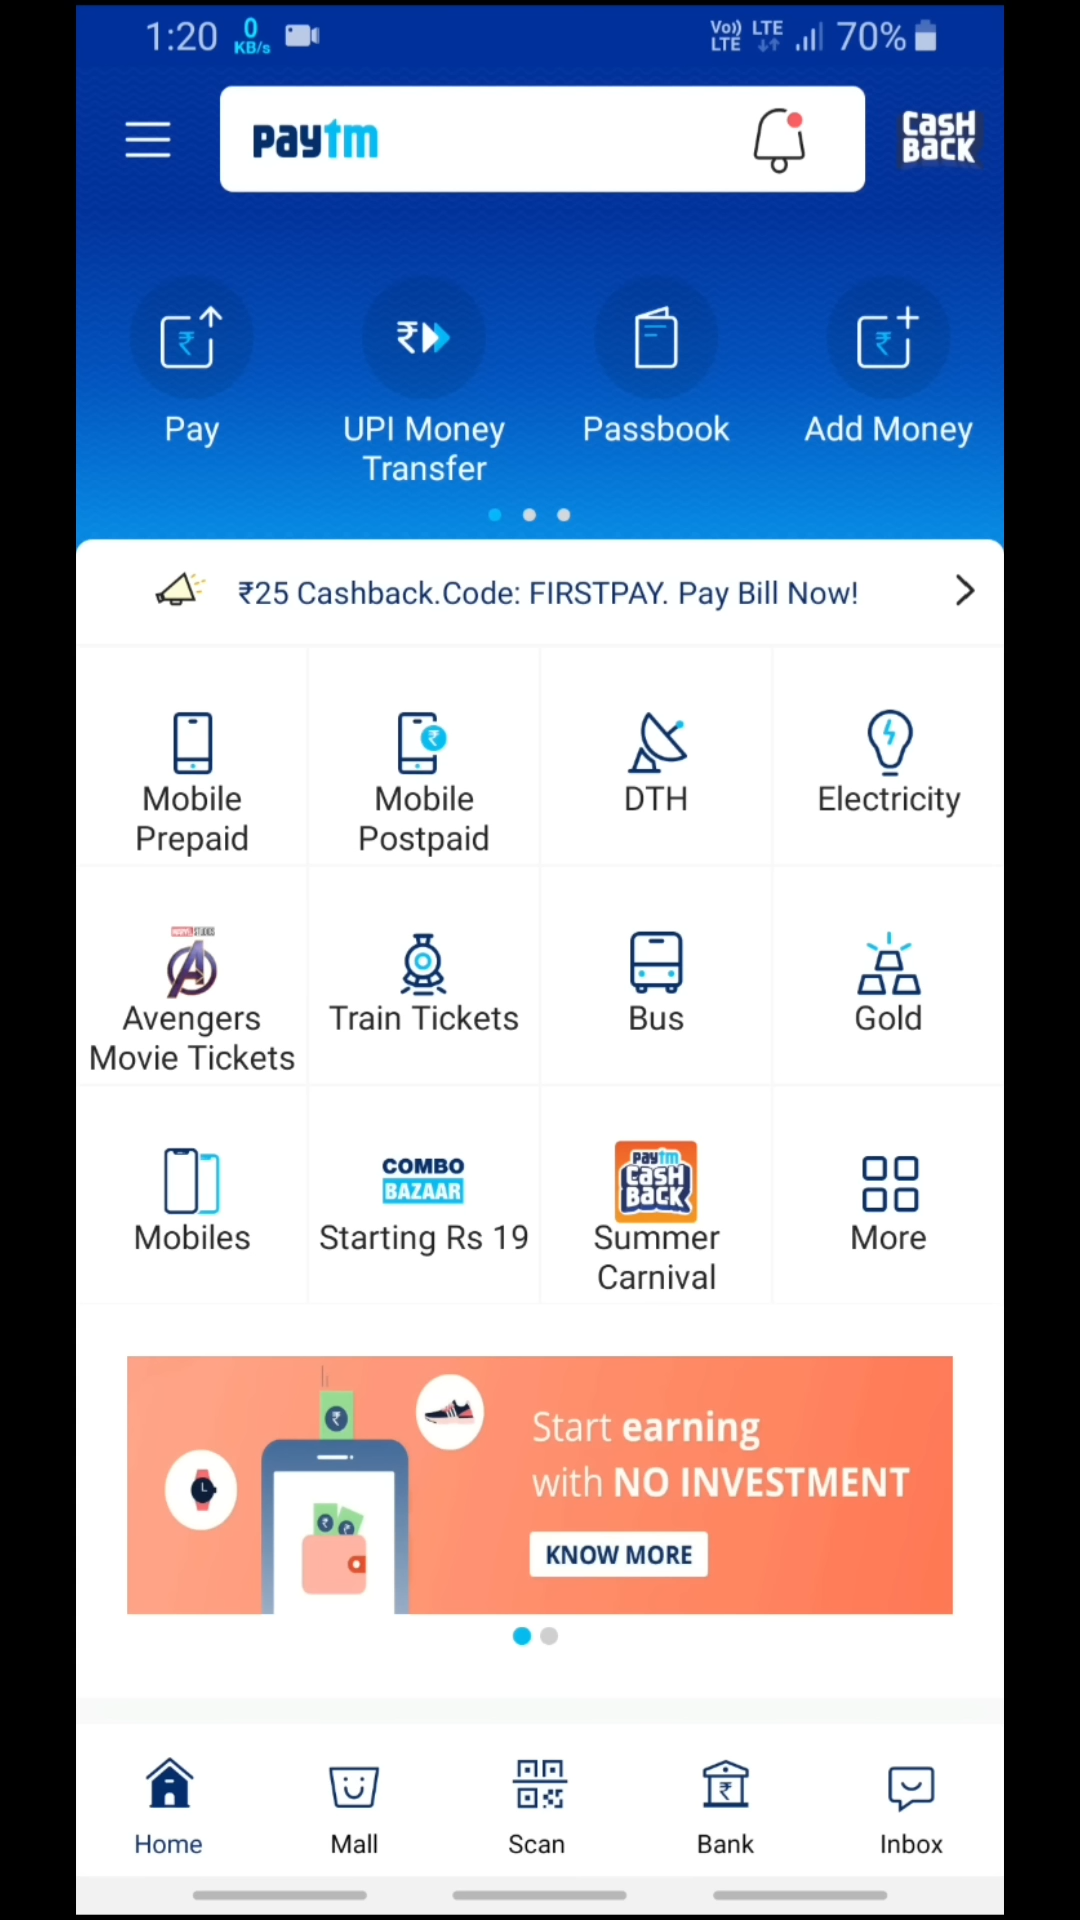 1:20 0 KB/s Vo)) LTE LTE 70%
paytm CASH BACK
Pay UPI Money Transfer Passbook Add Money
₹25 Cashback.Code: FIRSTPAY. Pay Bill Now!
Mobile Prepaid
Mobile Postpaid
DTH
Electricity
MARVEL STUDIOS
Avengers Movie Tickets
Train Tickets
Bus
Gold
Mobiles
COMBO
BAZAAR
Starting Rs 19
paytm
CASH
BACK
Summer Carnival
More
Start earning
with NO INVESTMENT
KNOW MORE
Home Mall Scan Bank Inbox